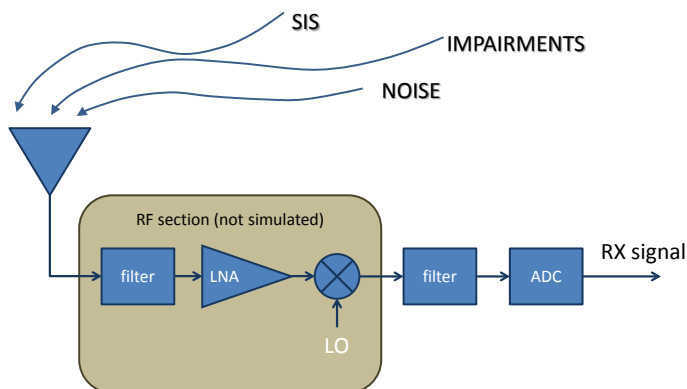 SIS
IMPAIRMENTS
NOISE
RF section (not simulated)
RX signal
filter
LNA
filter
ADC
LO